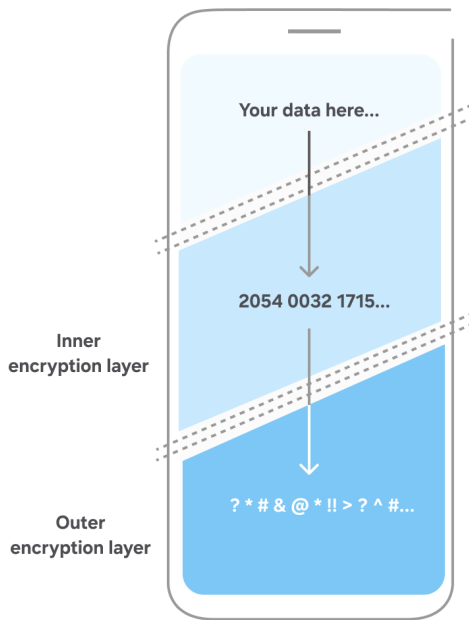 Your data here...
2054 0032 1715...
Inner
encryption layer
? * # & @ * !! > ? ^ #...
Outer
encryption layer